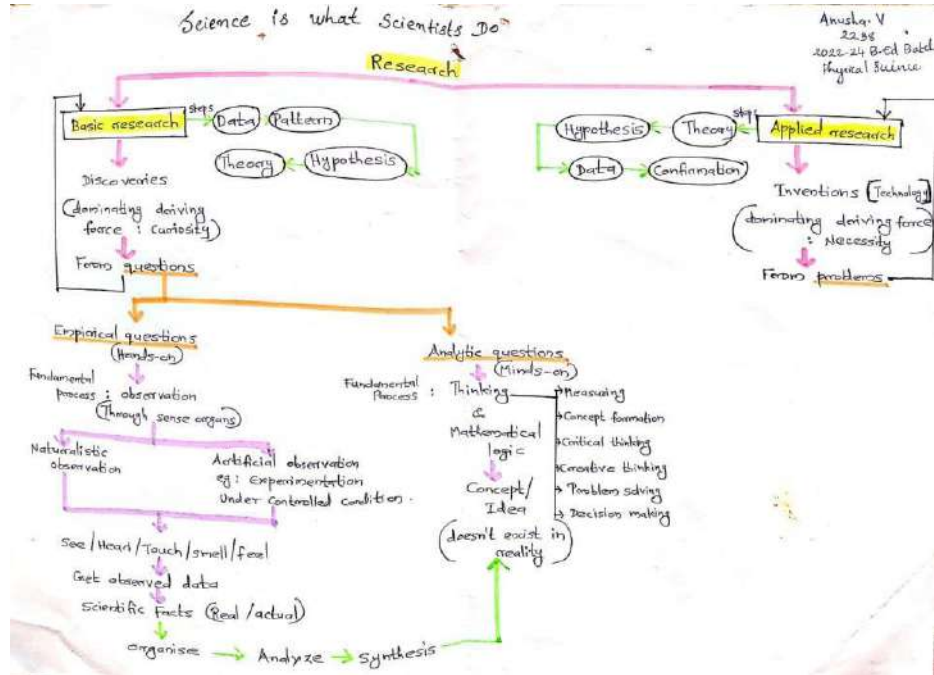 Science is what Scientists Do
Anusha. V
2238
2022-24 B.Ed Batch
Physical Science
Research
Basic research
steps
Data
Pattern
Hypothesis
Theory
Discoveries
(dominating deriving
force : Curiosity)
From questions
Applied research
steps
Theory
Hypothesis
Data
Confirmation
Inventions [Technology]
(dominating deriving force
: Necessity)
From problems
Empirical questions
(Hands-on)
Fundamental
process : observation
(Through sense organs)
Naturalistic
observation
Artificial observation
eg: Experimentation
Under controlled condition.
See/Hear/Touch/smell/feel
Get observed data
Scientific Facts (Real/actual)
organise
Analyze
Synthesis
Analytic questions
(Minds-on)
Fundamental
Process : Thinking
&
Mathematical
logic
Concept/
Idea
(doesn't exist in
reality)
Measuring
Concept formation
Critical thinking
Creative thinking
Problem solving
Decision making